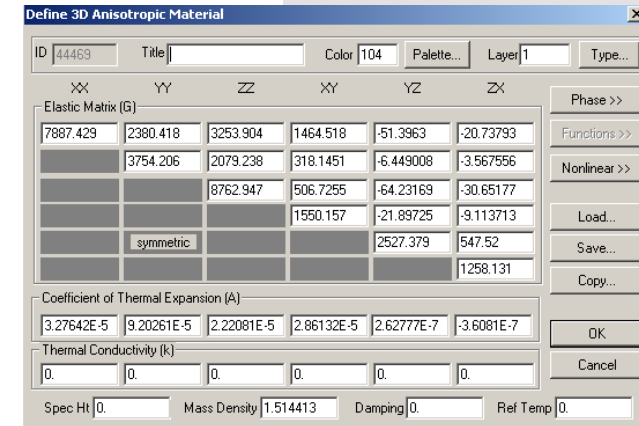 Define 3D Anisotropic Material
ID 44469 Title Color 104 Palette... Layer 1 Type...
XX YY ZZ XY YZ ZX
Elastic Matrix (G)
7887.429 2380.418 3253.904 1464.518 -51.3963 -20.73793
3754.206 2079.238 318.1451 -6.449008 -3.567556
8762.947 506.7255 -64.23169 -30.65177
1550.157 -21.89725 -9.113713
symmetric 2527.379 547.52
1258.131
Coefficient of Thermal Expansion (A)
3.27642E-5 9.20261E-5 2.22081E-5 2.86132E-5 2.62777E-7 -3.6081E-7
Thermal Conductivity (k)
0. 0. 0. 0. 0. 0.
Spec Ht 0. Mass Density 1.514413 Damping 0. Ref Temp 0.
Phase >>
Functions >>
Nonlinear >>
Load...
Save...
Copy...
OK
Cancel